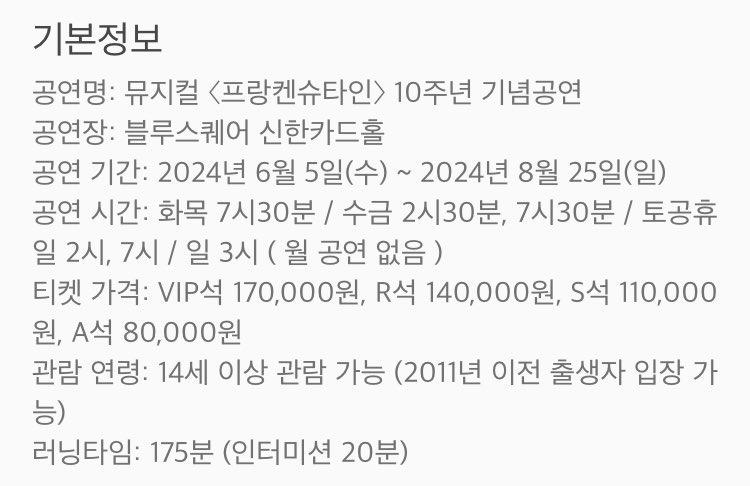 기본정보
공연명: 뮤지컬 〈프랑켄슈타인〉 10주년 기념공연
공연장: 블루스퀘어 신한카드홀
공연 기간: 2024년 6월 5일(수) ~ 2024년 8월 25일(일)
공연 시간: 화목 7시30분 / 수금 2시30분, 7시30분 / 토공휴
일 2시, 7시 / 일 3시 ( 월 공연 없음 )
티켓 가격: VIP석 170,000원, R석 140,000원, S석 110,000
원, A석 80,000원
관람 연령: 14세 이상 관람 가능 (2011년 이전 출생자 입장 가
능)
러닝타임: 175분 (인터미션 20분)